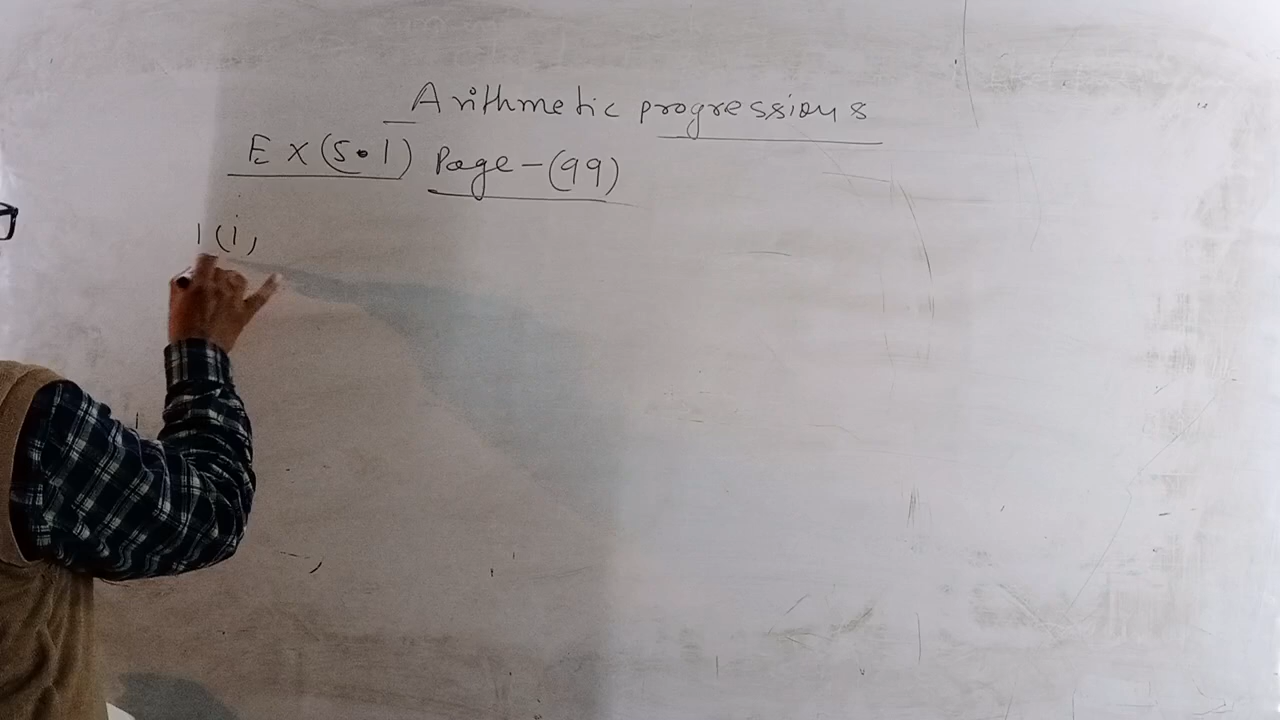 Arithmetic progressions
Ex (5.1) Page-(99)
1(i)